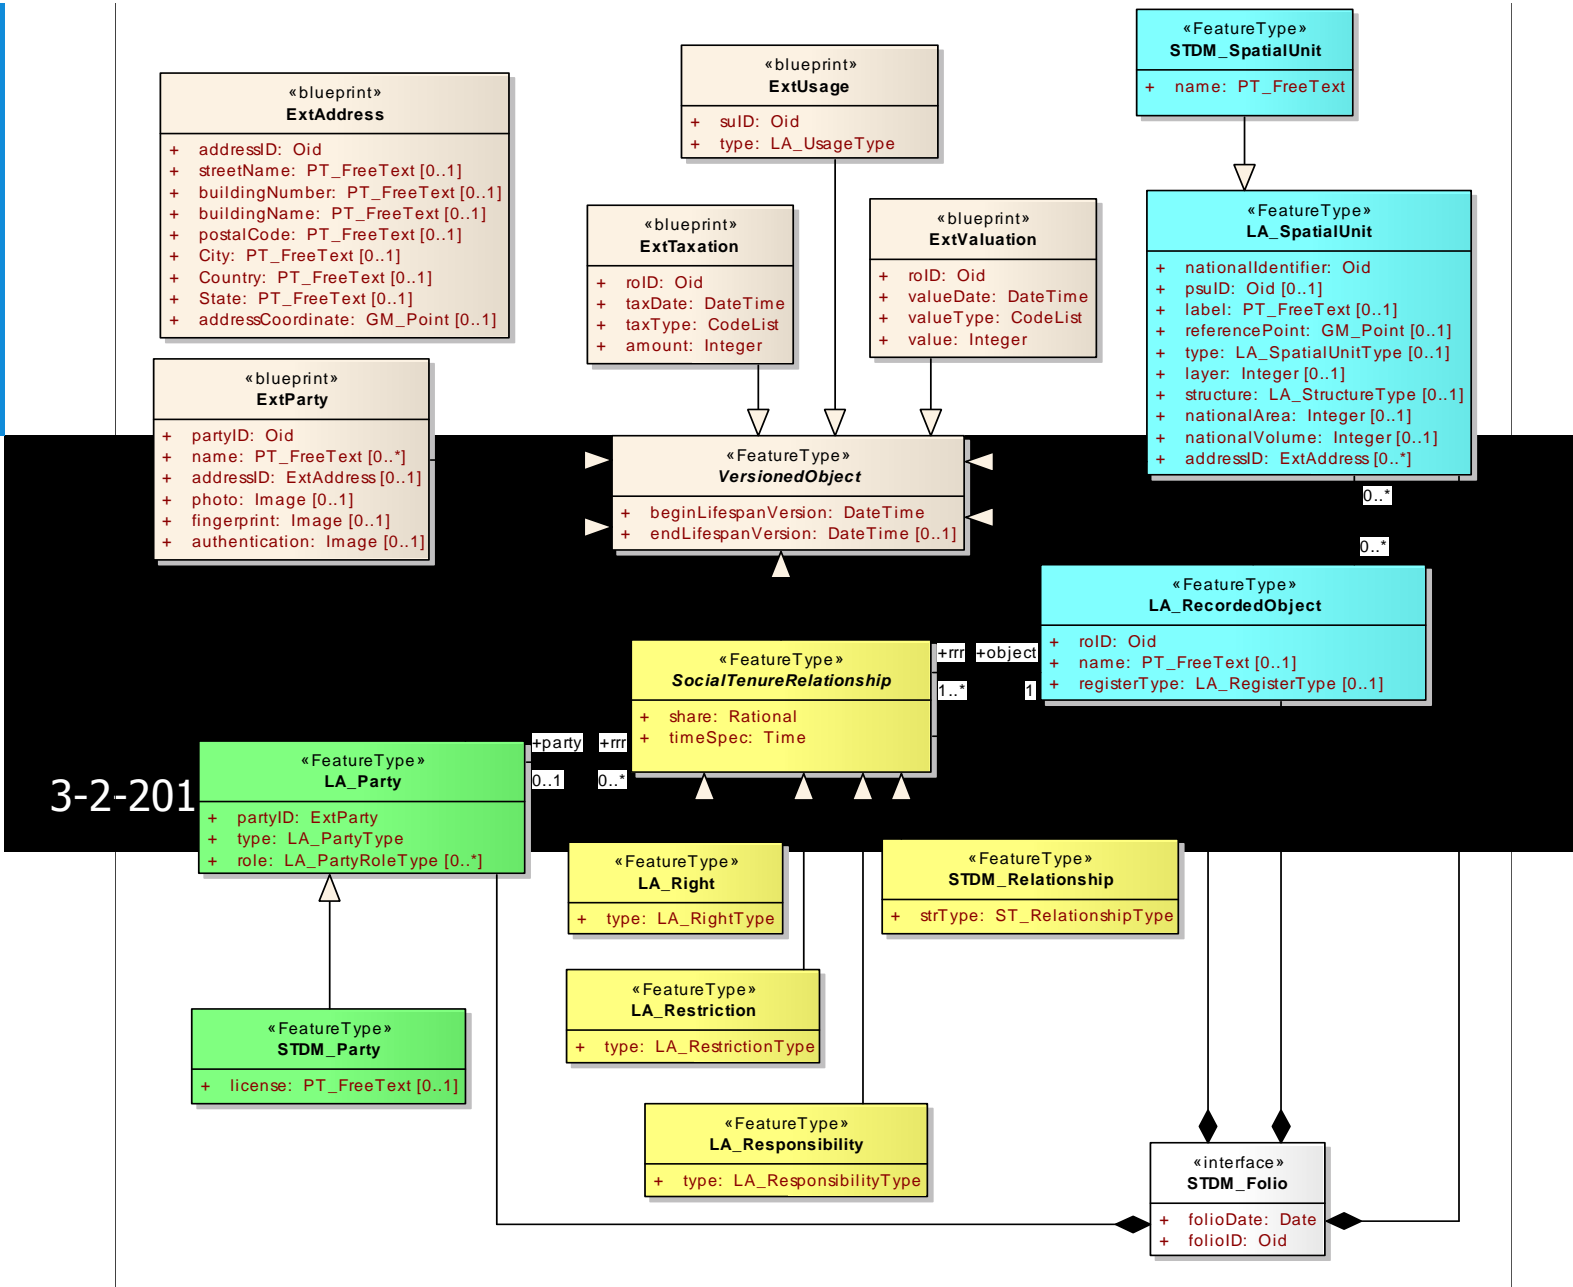 «blueprint»
ExtAddress
+ addressID: Oid
+ streetName: PT_FreeText [0..1]
+ buildingNumber: PT_FreeText [0..1]
+ buildingName: PT_FreeText [0..1]
+ postalCode: PT_FreeText [0..1]
+ City: PT_FreeText [0..1]
+ Country: PT_FreeText [0..1]
+ State: PT_FreeText [0..1]
+ addressCoordinate: GM_Point [0..1]
«blueprint»
ExtUsage
+ suID: Oid
+ type: LA_UsageType
«FeatureType»
STDM_SpatialUnit
+ name: PT_FreeText
«blueprint»
ExtTaxation
+ roID: Oid
+ taxDate: DateTime
+ taxType: CodeList
+ amount: Integer
«blueprint»
ExtValuation
+ roID: Oid
+ valueDate: DateTime
+ valueType: CodeList
+ value: Integer
«FeatureType»
LA_SpatialUnit
+ nationalIdentifier: Oid
+ psuID: Oid [0..1]
+ label: PT_FreeText [0..1]
+ referencePoint: GM_Point [0..1]
+ type: LA_SpatialUnitType [0..1]
+ layer: Integer [0..1]
+ structure: LA_StructureType [0..1]
+ nationalArea: Integer [0..1]
+ nationalVolume: Integer [0..1]
+ addressID: ExtAddress [0..*]
«blueprint»
ExtParty
+ partyID: Oid
+ name: PT_FreeText [0..*]
+ addressID: ExtAddress [0..1]
+ photo: Image [0..1]
+ fingerprint: Image [0..1]
+ authentication: Image [0..1]
«FeatureType»
VersionedObject
+ beginLifespanVersion: DateTime
+ endLifespanVersion: DateTime [0..1]
0..*
0..*
«FeatureType»
LA_RecordedObject
+ roID: Oid
+ name: PT_FreeText [0..1]
+ registerType: LA_RegisterType [0..1]
«FeatureType»
SocialTenureRelationship
+ share: Rational
+ timeSpec: Time
+rrr +object
1..* 1
+party +rrr
0..1 0..*
3-2-201
«FeatureType»
LA_Party
+ partyID: ExtParty
+ type: LA_PartyType
+ role: LA_PartyRoleType [0..*]
«FeatureType»
LA_Right
+ type: LA_RightType
«FeatureType»
STDM_Relationship
+ strType: ST_RelationshipType
«FeatureType»
LA_Restriction
+ type: LA_RestrictionType
«FeatureType»
STDM_Party
+ license: PT_FreeText [0..1]
«FeatureType»
LA_Responsibility
+ type: LA_ResponsibilityType
«interface»
STDM_Folio
+ folioDate: Date
+ folioID: Oid